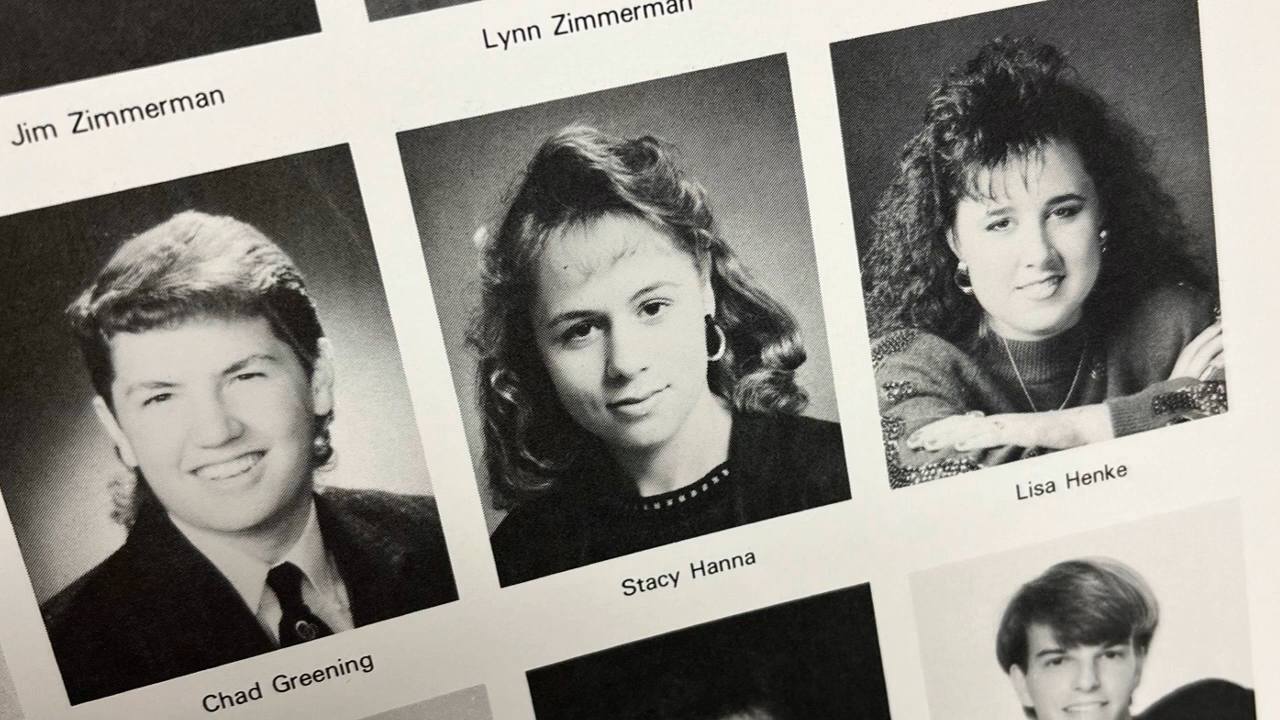 Lynn Zimmerman
Jim Zimmerman
Lisa Henke
Stacy Hanna
Chad Greening